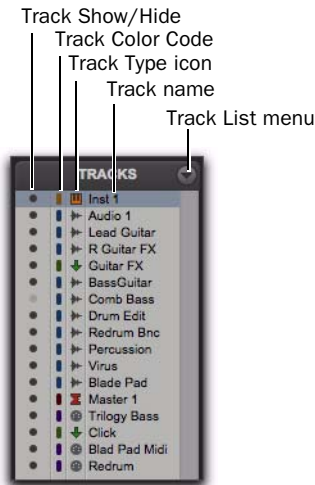 Track Show/Hide
Track Color Code
Track Type icon
Track name
Track List menu
TRACKS
Inst 1
Audio 1
Lead Guitar
R Guitar FX
Guitar FX
BassGuitar
Comb Bass
Drum Edit
Redrum Bnc
Percussion
Virus
Blade Pad
Master 1
Trilogy Bass
Click
Blad Pad Midi
Redrum